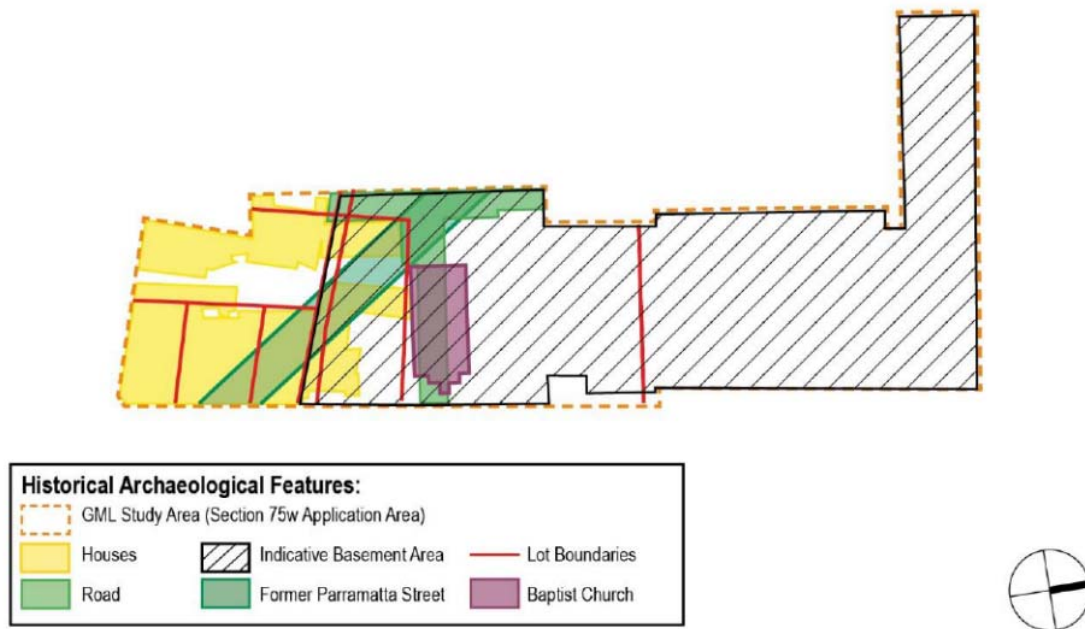 Historical Archaeological Features:
GML Study Area (Section 75w Application Area)
Houses
Indicative Basement Area
Lot Boundaries
Road
Former Parramatta Street
Baptist Church